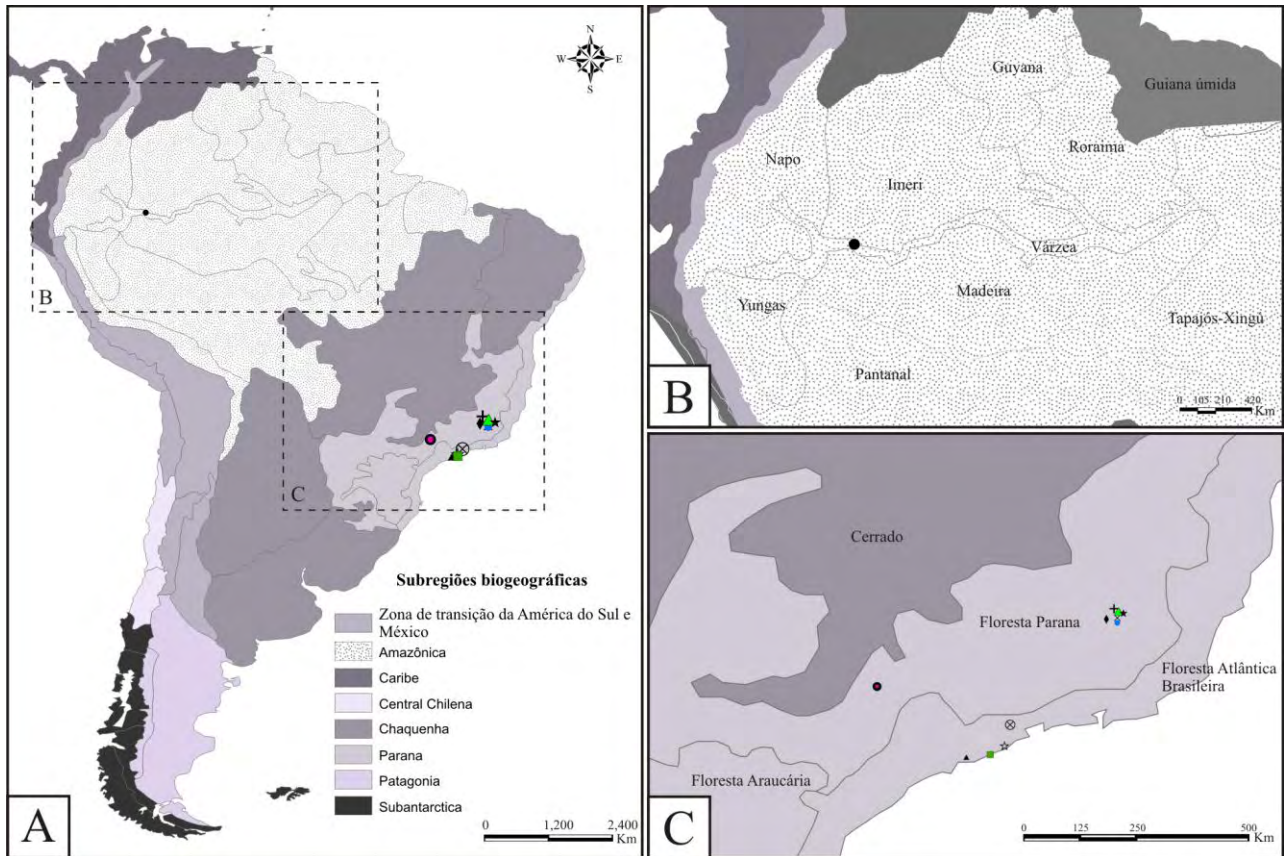 N
W E
S
B
C
Subregiões biogeográficas
Zona de transição da América do Sul e
México
Amazônica
Caribe
Central Chilena
Chaquenha
Parana
Patagonia
Subantarctica
A
0 1,200 2,400
Km
Guyana
Guiana úmida
Napo
Roraima
Imeri
Várzea
Madeira
Yungas
Tapajós-Xingú
Pantanal
B
0 105 210 420
Km
Cerrado
Floresta Parana
Floresta Atlântica
Brasileira
Floresta Araucária
C
0 125 250 500
Km